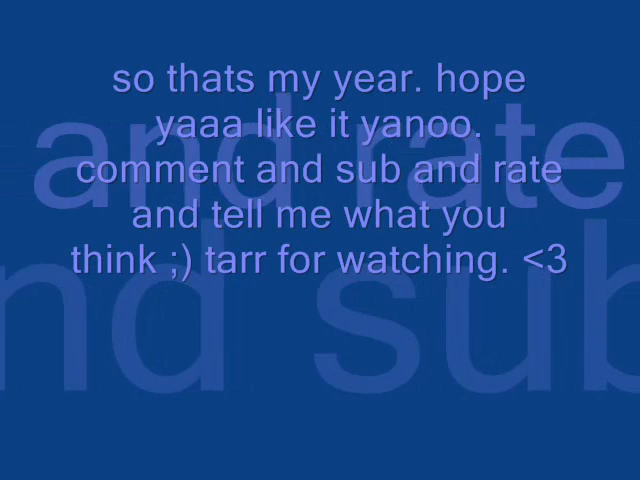 so thats my year. hope
yaaa like it yanoo.
comment and sub and rate
and tell me what you
think ;) tarr for watching. <3
and rate
nd sub